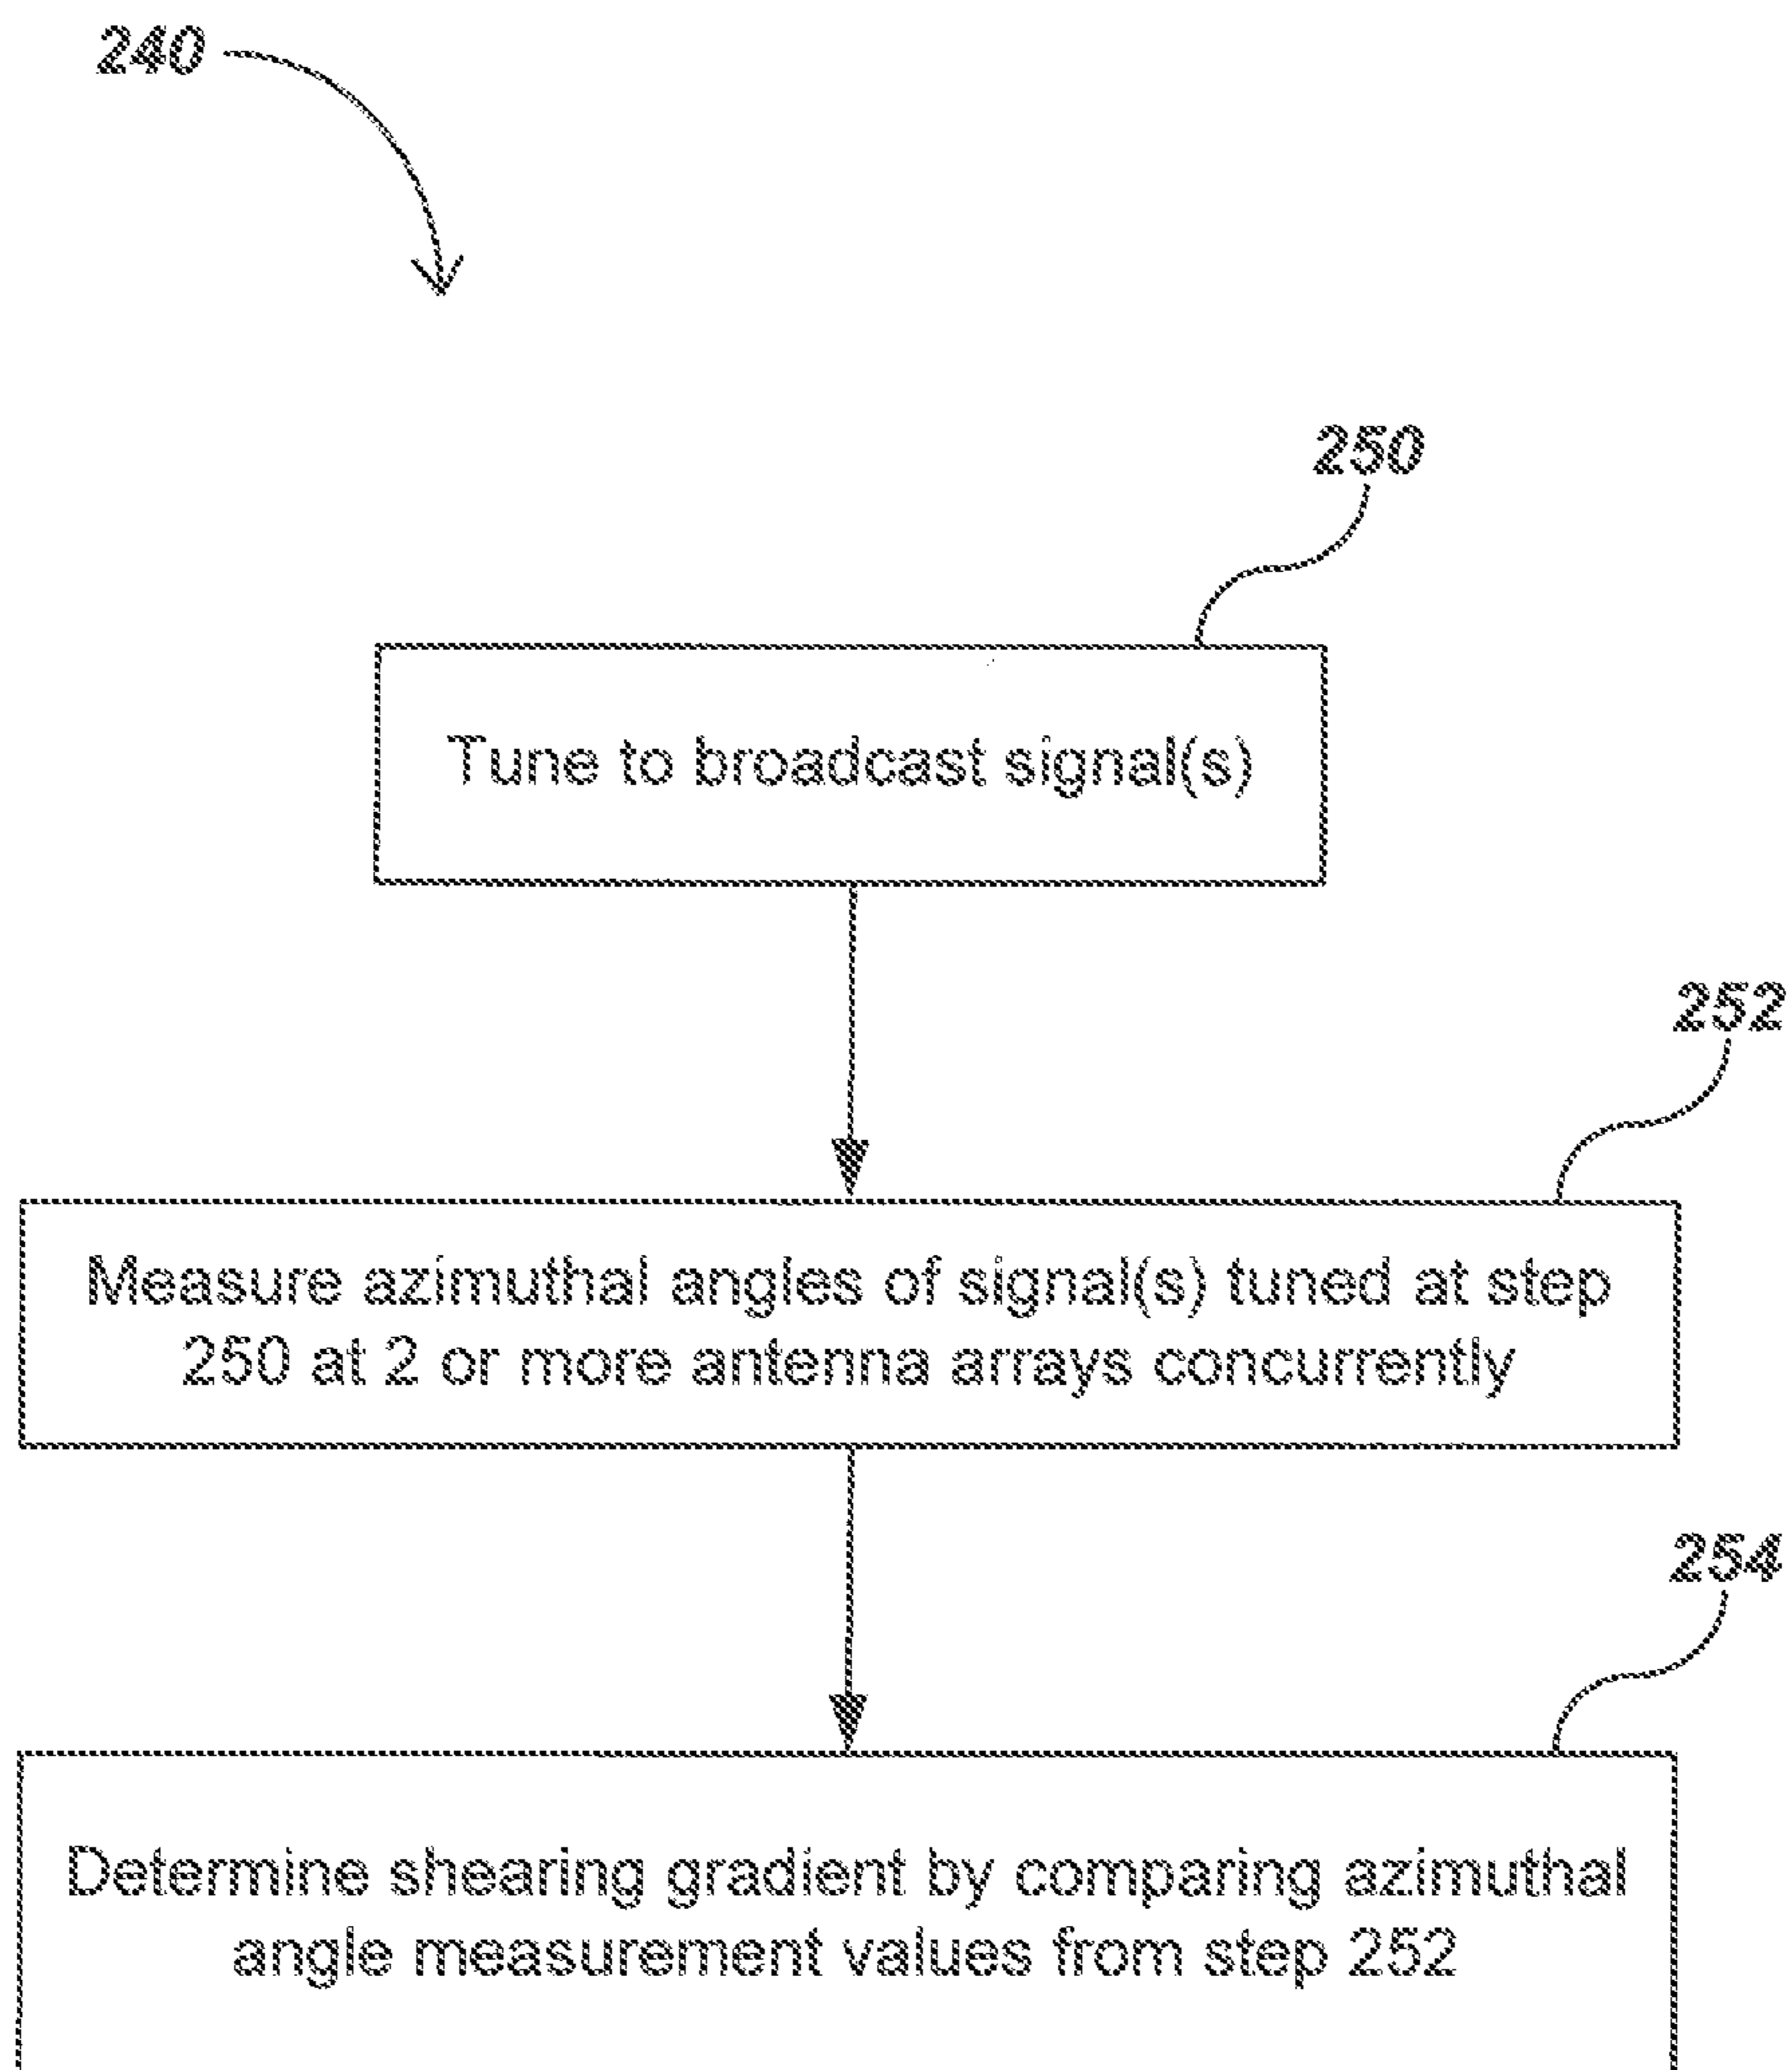 240
250
Tune to broadcast signal(s)
252
Measure azimuthal angles of signal(s) tuned at step
250 at 2 or more antenna arrays concurrently
254
Determine shearing gradient by comparing azimuthal
angle measurement values from step 252